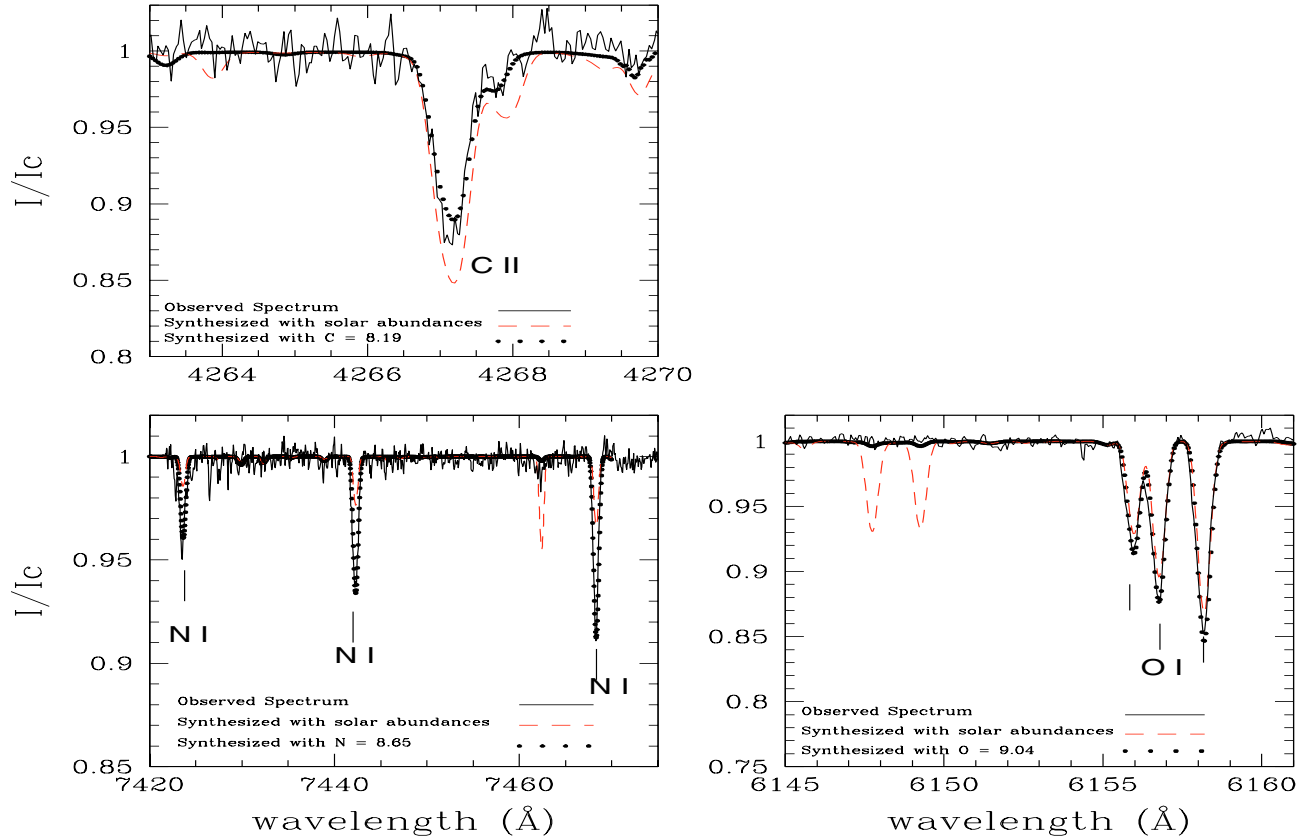 I/Ic
1
0.95
0.9
0.85
0.8
C II
Observed Spectrum
Synthesized with solar abundances
Synthesized with C = 8.19
4264
4266
4268
4270
I/Ic
1
0.95
0.9
0.85
N I
N I
N I
Observed Spectrum
Synthesized with solar abundances
Synthesized with N = 8.65
7420
7440
7460
wavelength (Å)
1
0.95
0.9
0.85
0.8
0.75
O I
Observed Spectrum
Synthesized with solar abundances
Synthesized with O = 9.04
6145
6150
6155
6160
wavelength (Å)